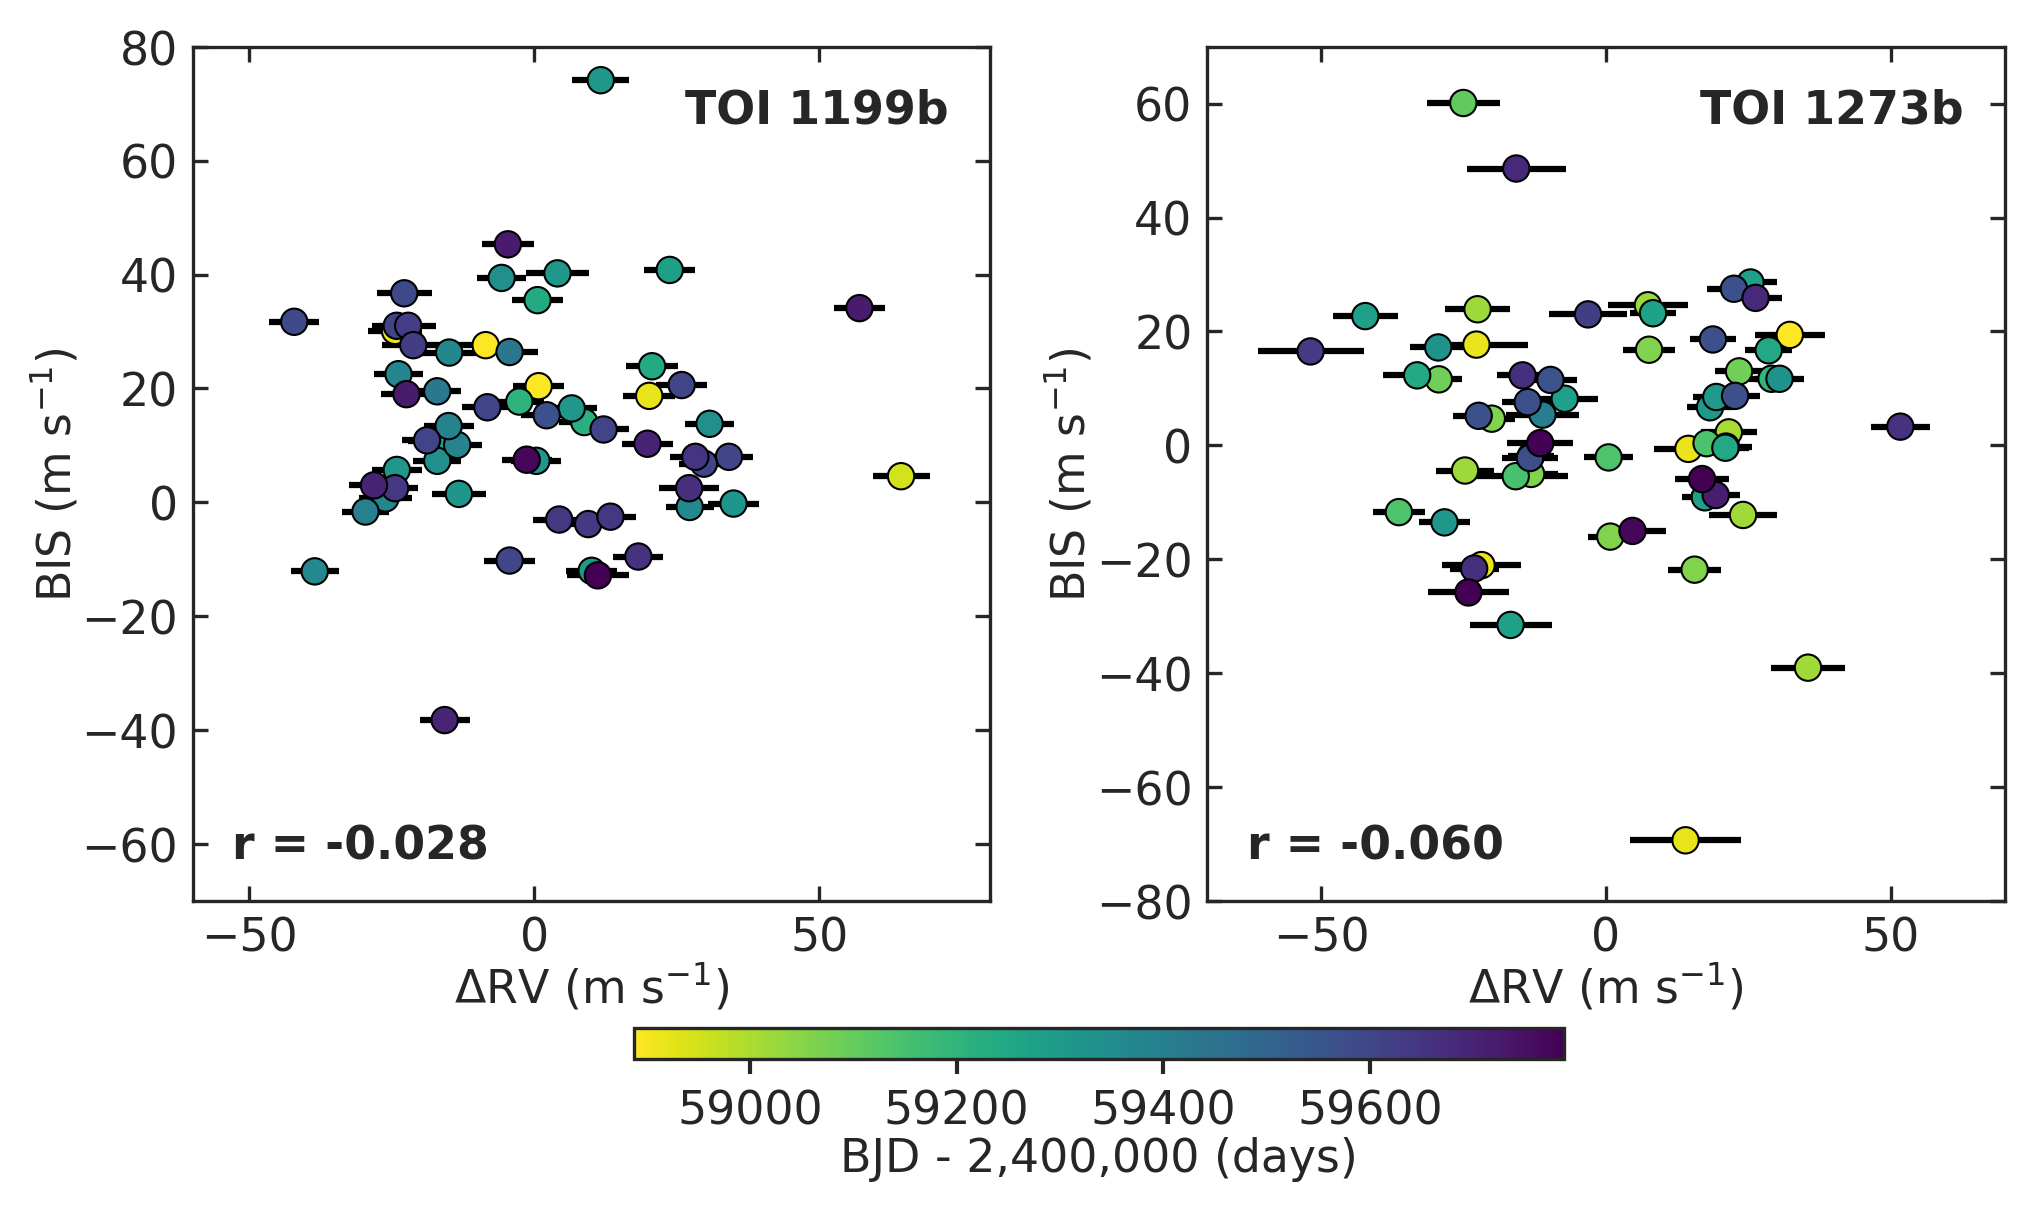 80
60
40
20
0
−20
−40
−60
BIS (m s⁻¹)
TOI 1199b
r = -0.028
−50 0 50
ΔRV (m s⁻¹)
60
40
20
0
−20
−40
−60
−80
BIS (m s⁻¹)
TOI 1273b
r = -0.060
−50 0 50
ΔRV (m s⁻¹)
59000 59200 59400 59600
BJD - 2,400,000 (days)